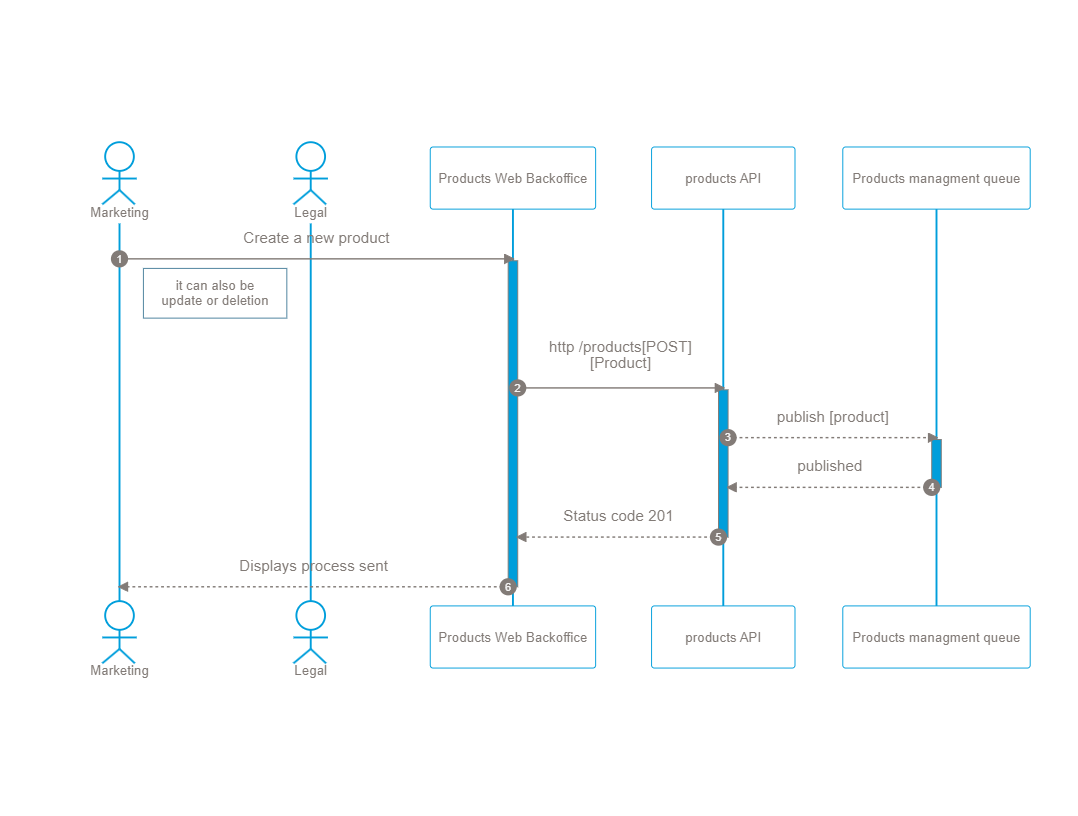 Marketing
Legal
Products Web Backoffice
products API
Products managment queue
Create a new product
1
it can also be
update or deletion
http /products[POST]
[Product]
2
publish [product]
3
published
4
Status code 201
5
Displays process sent
6
Marketing
Legal
Products Web Backoffice
products API
Products managment queue